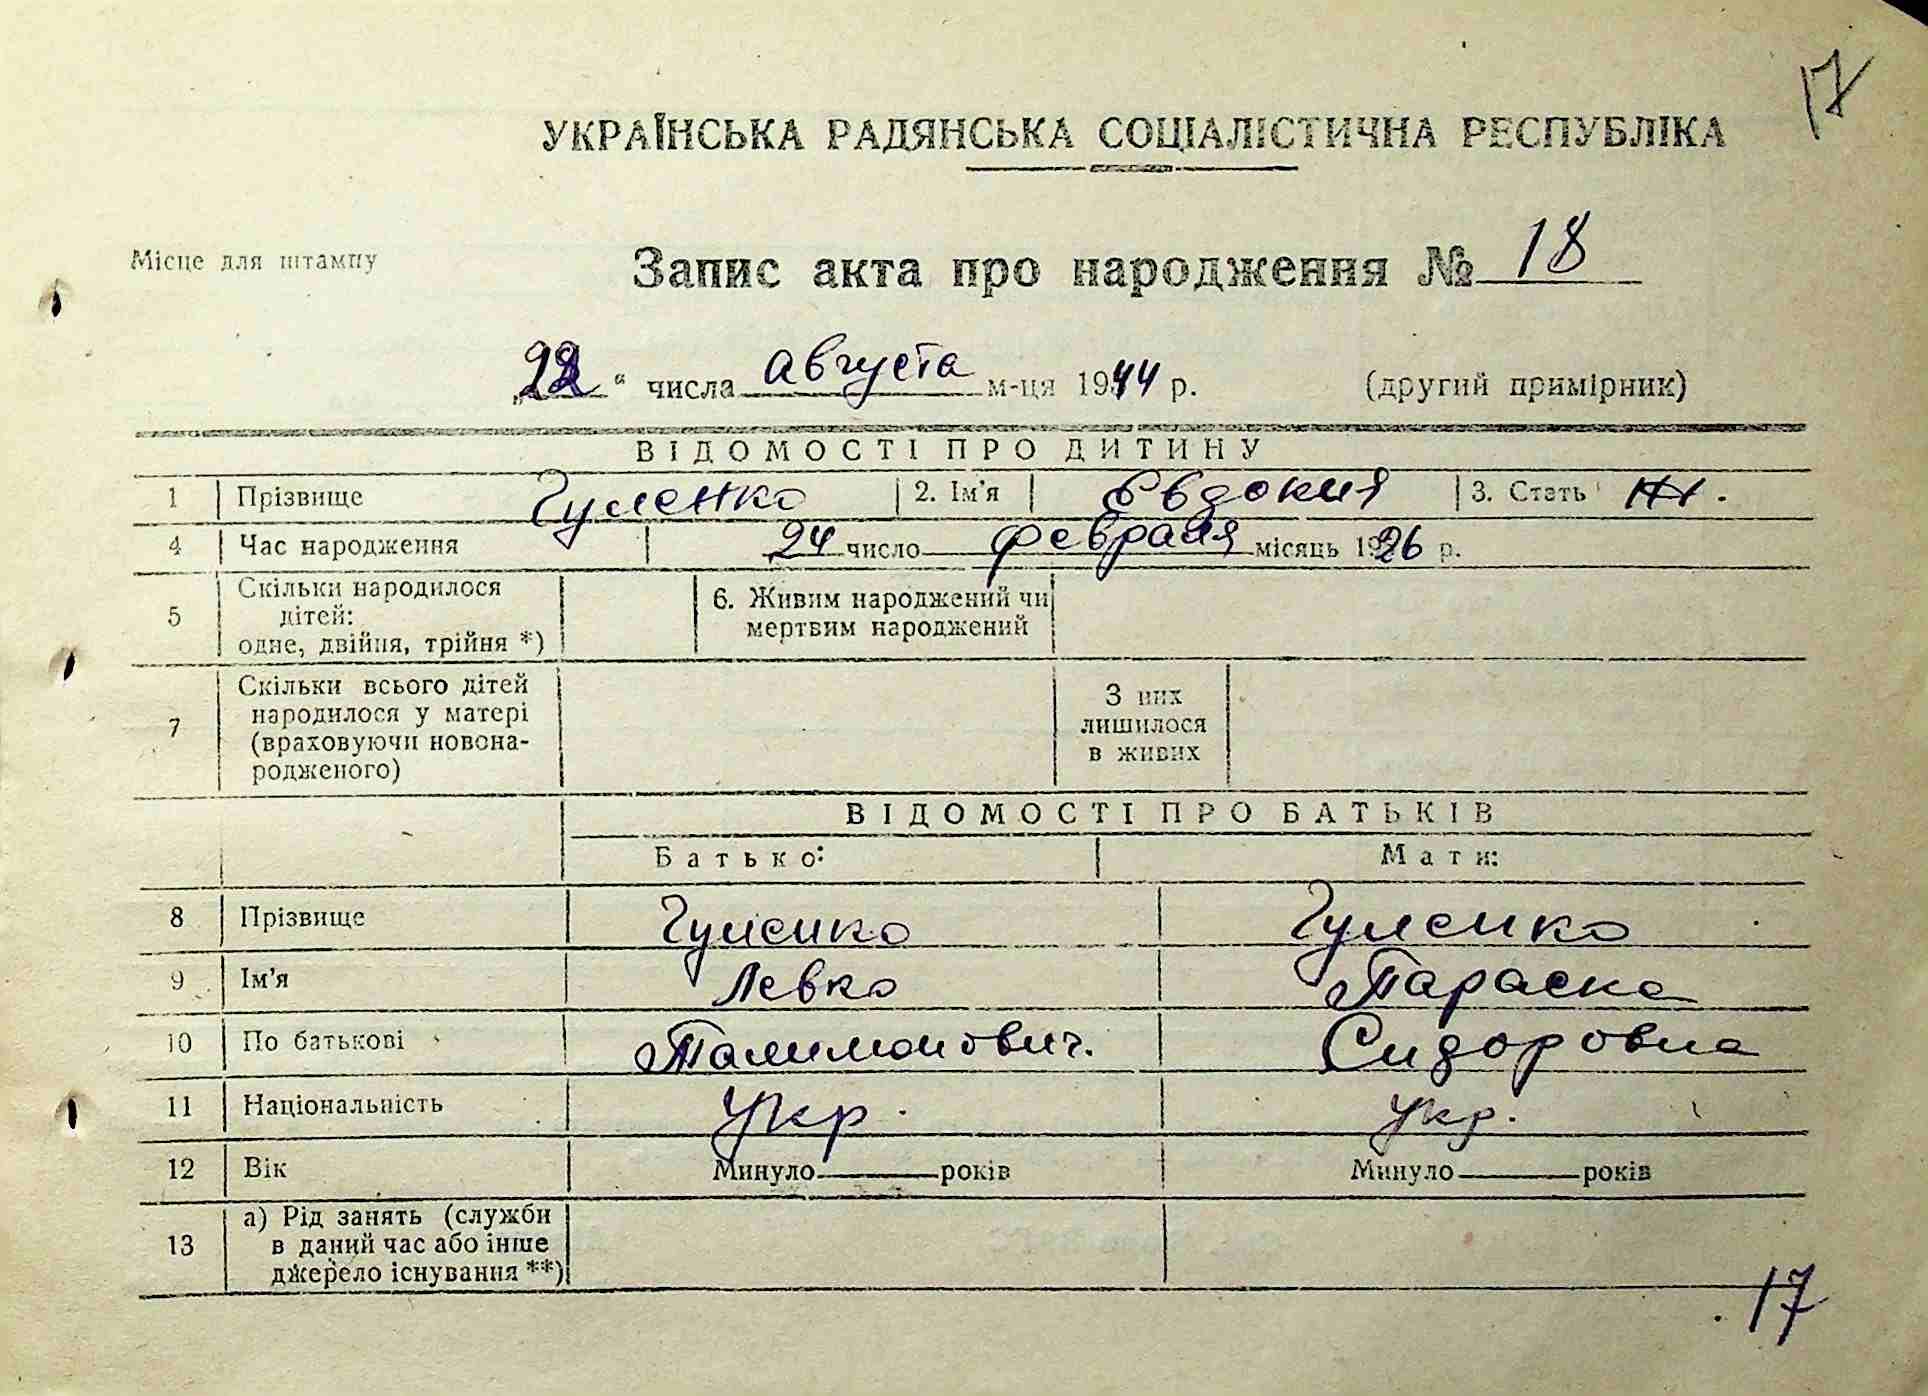 17
УКРАЇНСЬКА РАДЯНСЬКА СОЦІАЛІСТИЧНА РЕСПУБЛІКА
Місце для штампу
Запис акта про народження № 18
„22“ числа августа м-ця 1944 р. (другий примірник)
ВІДОМОСТІ ПРО ДИТИНУ
1 Прізвище Гуленко 2. Ім'я Евдокия 3. Стать Ж.
4 Час народження 24 число февраля місяць 1926 р.
5 Скільки народилося дітей: одне, двійня, трійня *) 6. Живим народжений чи мертвим народжений
7 Скільки всього дітей народилося у матері (враховуючи новонародженого) З них лишилося в живих
ВІДОМОСТІ ПРО БАТЬКІВ
Батько: Мати:
8 Прізвище Гуленко Гуленко
9 Ім'я Левко Параска
10 По батькові Палимонович. Сидоровна
11 Національність Укр. Укр.
12 Вік Минуло років Минуло років
13 а) Рід занять (служби в даний час або інше джерело існування **)
17